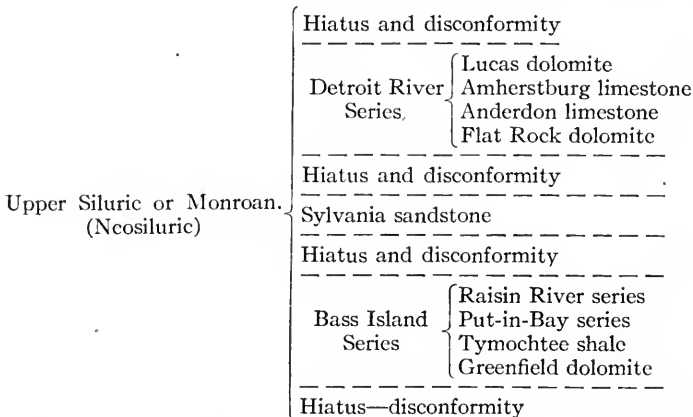 Hiatus and disconformity
Lucas dolomite
Amherstburg limestone
Detroit River
Series,
Anderdon limestone
Flat Rock dolomite
Hiatus and disconformity
Upper Siluric or Monroan.
(Neosiluric)
Sylvania sandstone
Hiatus and disconformity
Raisin River series
Bass Island
Series
Put-in-Bay series
Tymochtee shale
Greenfield dolomite
Hiatus—disconformity